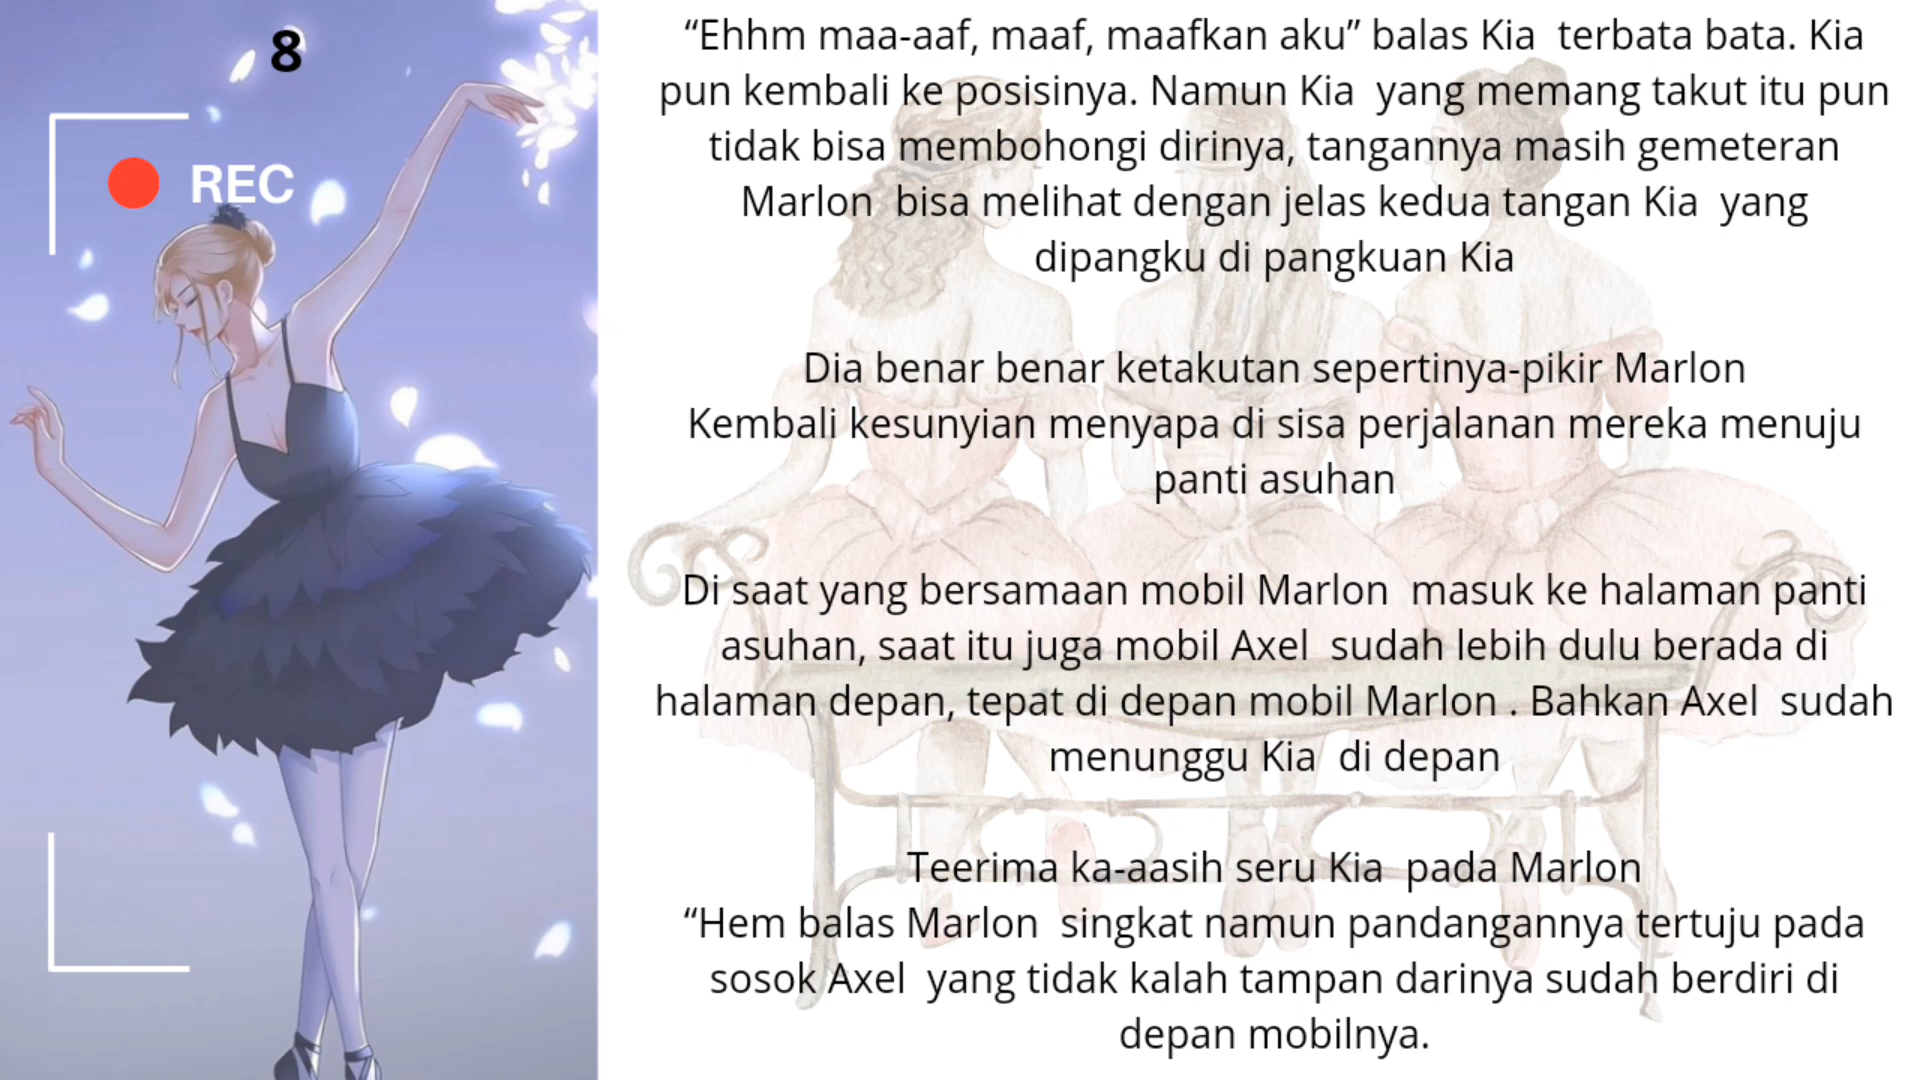 8
REC
“Ehhm maa-aaf, maaf, maafkan aku” balas Kia  terbata bata. Kia
pun kembali ke posisinya. Namun Kia  yang memang takut itu pun
tidak bisa membohongi dirinya, tangannya masih gemeteran
Marlon  bisa melihat dengan jelas kedua tangan Kia  yang
dipangku di pangkuan Kia
Dia benar benar ketakutan sepertinya-pikir Marlon
Kembali kesunyian menyapa di sisa perjalanan mereka menuju
panti asuhan
Di saat yang bersamaan mobil Marlon  masuk ke halaman panti
asuhan, saat itu juga mobil Axel  sudah lebih dulu berada di
halaman depan, tepat di depan mobil Marlon . Bahkan Axel  sudah
menunggu Kia  di depan
Teerima ka-aasih seru Kia  pada Marlon
“Hem balas Marlon  singkat namun pandangannya tertuju pada
sosok Axel  yang tidak kalah tampan darinya sudah berdiri di
depan mobilnya.